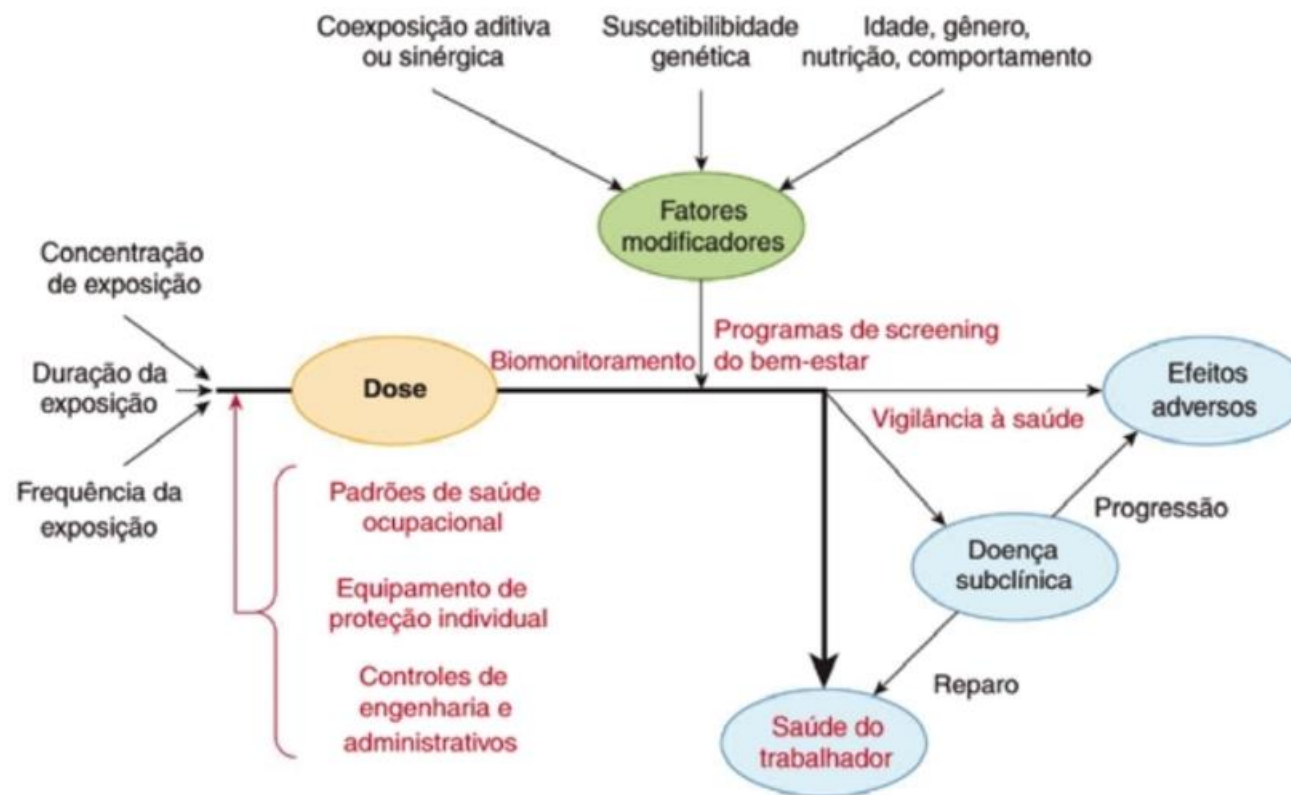 Coexposição aditiva
ou sinérgica
Suscetibilibidade
genética
Idade, gênero,
nutrição, comportamento
Fatores
modificadores
Concentração
de exposição
Duração da
exposição
Frequência da
exposição
Dose
Biomonitoramento
Programas de screening
do bem-estar
Vigilância à saúde
Efeitos
adversos
Padrões de saúde
ocupacional
Equipamento de
proteção individual
Controles de
engenharia e
administrativos
Progressão
Doença
subclínica
Reparo
Saúde do
trabalhador